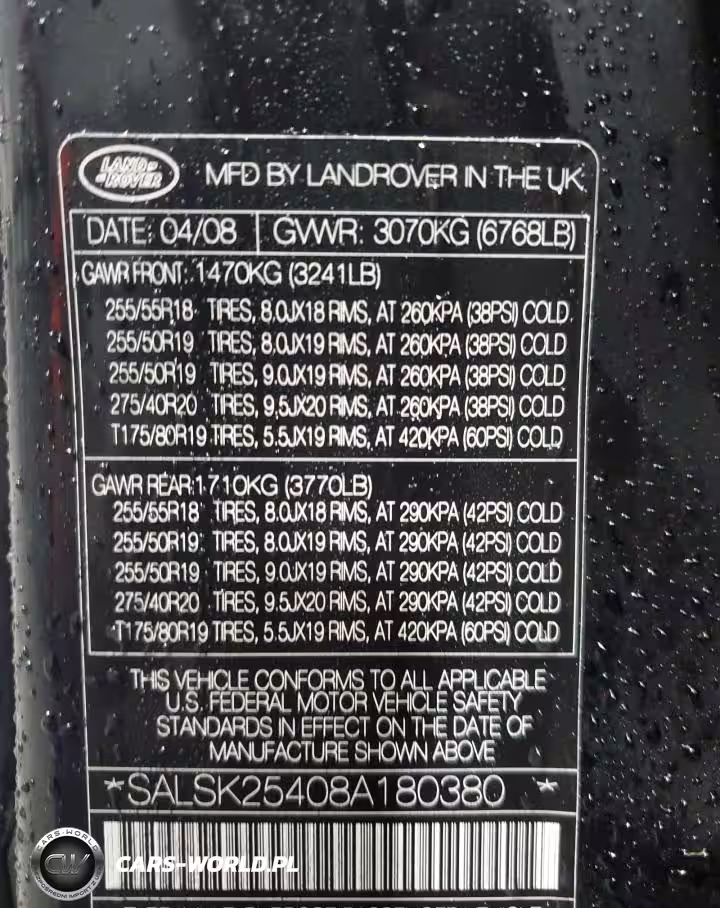 LAND-
-ROVER
MFD BY LANDROVER IN THE UK
DATE: 04/08 GVWR: 3070KG (6768LB)
GAWR FRONT: 1470KG (3241LB)
255/55R18 TIRES, 8.0JX18 RIMS, AT 260KPA (38PSI) COLD
255/50R19 TIRES, 8.0JX19 RIMS, AT 260KPA (38PSI) COLD
255/50R19 TIRES, 9.0JX19 RIMS, AT 260KPA (38PSI) COLD
275/40R20 TIRES, 9.5JX20 RIMS, AT 260KPA (38PSI) COLD
T175/80R19 TIRES, 5.5JX19 RIMS, AT 420KPA (60PSI) COLD
GAWR REAR: 1710KG (3770LB)
255/55R18 TIRES, 8.0JX18 RIMS, AT 290KPA (42PSI) COLD
255/50R19 TIRES, 8.0JX19 RIMS, AT 290KPA (42PSI) COLD
255/50R19 TIRES, 9.0JX19 RIMS, AT 290KPA (42PSI) COLD
275/40R20 TIRES, 9.5JX20 RIMS, AT 290KPA (42PSI) COLD
T175/80R19 TIRES, 5.5JX19 RIMS, AT 420KPA (60PSI) COLD
THIS VEHICLE CONFORMS TO ALL APPLICABLE
U.S. FEDERAL MOTOR VEHICLE SAFETY
STANDARDS IN EFFECT ON THE DATE OF
MANUFACTURE SHOWN ABOVE
*SALSK25408A180380 *
CARS-WORLD
CW
CARS-WORLD.PL